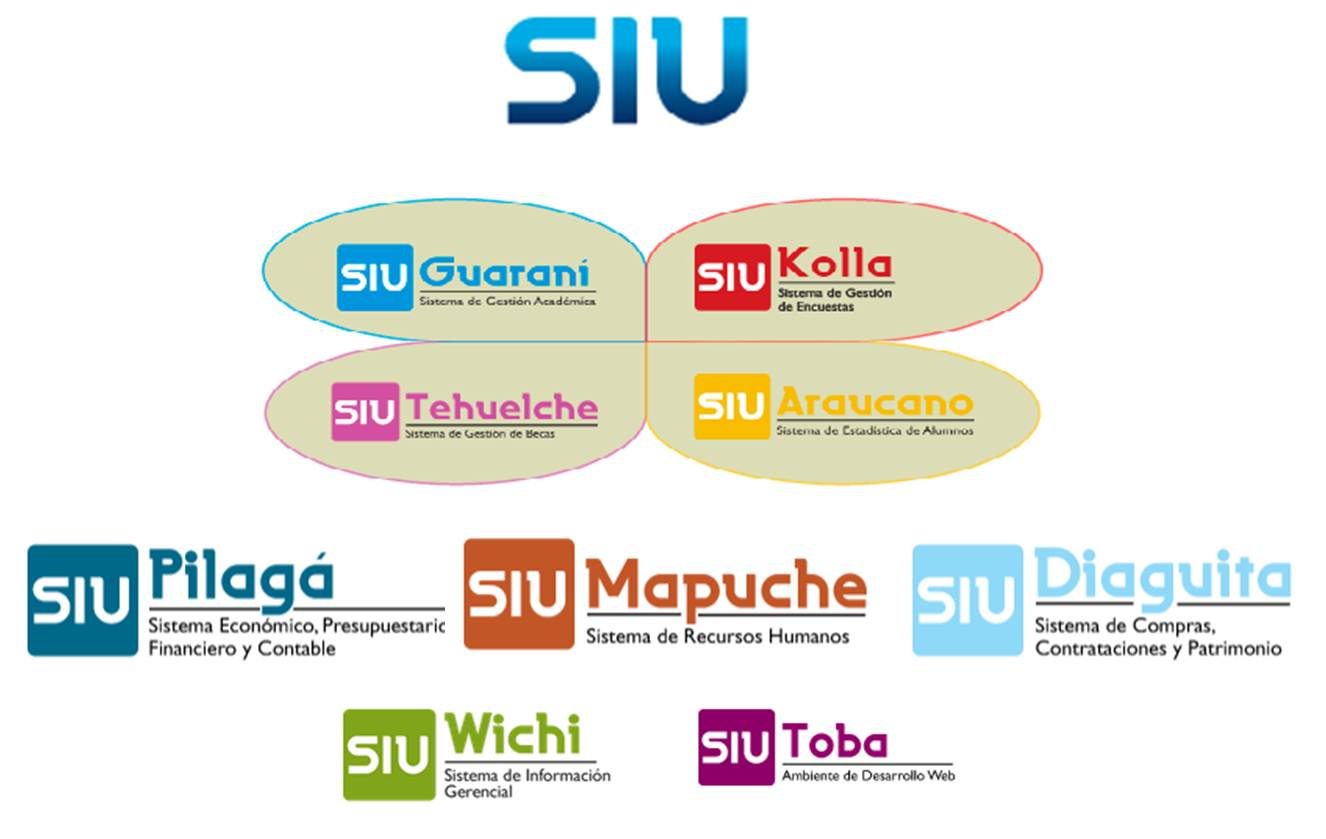 SIU
SIU Guaraní
Sistema de Gestión Académica
SIU Kolla
Sistema de Gestión
de Encuestas
SIU Tehuelche
Sistema de Gestión de Becas
SIU Araucano
Sistema de Estadística de Alumnos
SIU Pilagá
Sistema Económico, Presupuestario
Financiero y Contable
SIU Mapuche
Sistema de Recursos Humanos
SIU Diaguita
Sistema de Compras,
Contrataciones y Patrimonio
SIU Wichi
Sistema de Información
Gerencial
SIU Toba
Ambiente de Desarrollo Web